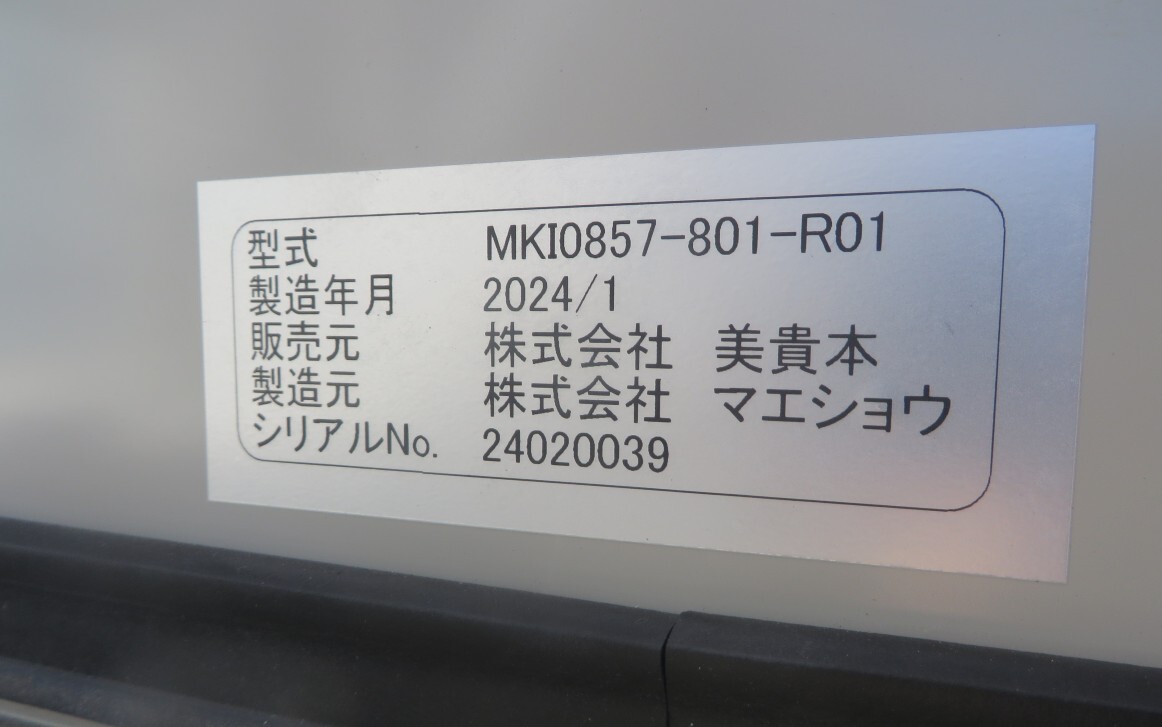 型式 MKI0857-801-R01
製造年月 2024/1
販売元 株式会社 美貴本
製造元 株式会社 マエショウ
シリアルNo. 24020039